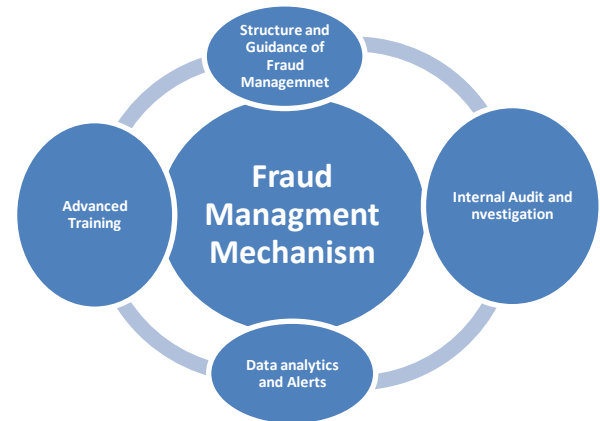 Structure and
Guidance of
Fraud
Managemnet
Advanced
Training
Fraud
Managment
Mechanism
Internal Audit and
nvestigation
Data analytics
and Alerts